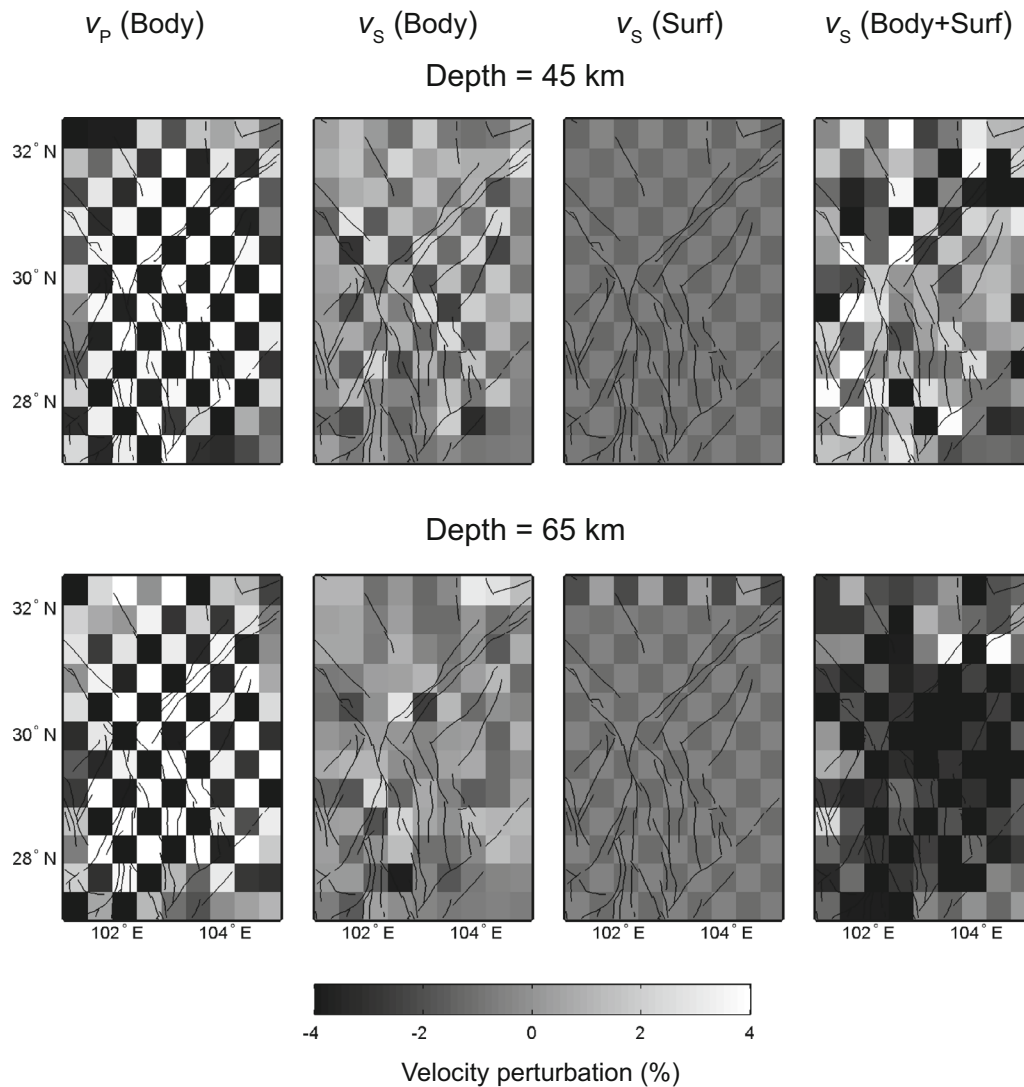 vP (Body) vS (Body) vS (Surf) vS (Body+Surf)
Depth = 45 km
32° N
30° N
28° N
Depth = 65 km
32° N
30° N
28° N
102° E 104° E 102° E 104° E 102° E 104° E 102° E 104° E
-4 -2 0 2 4
Velocity perturbation (%)